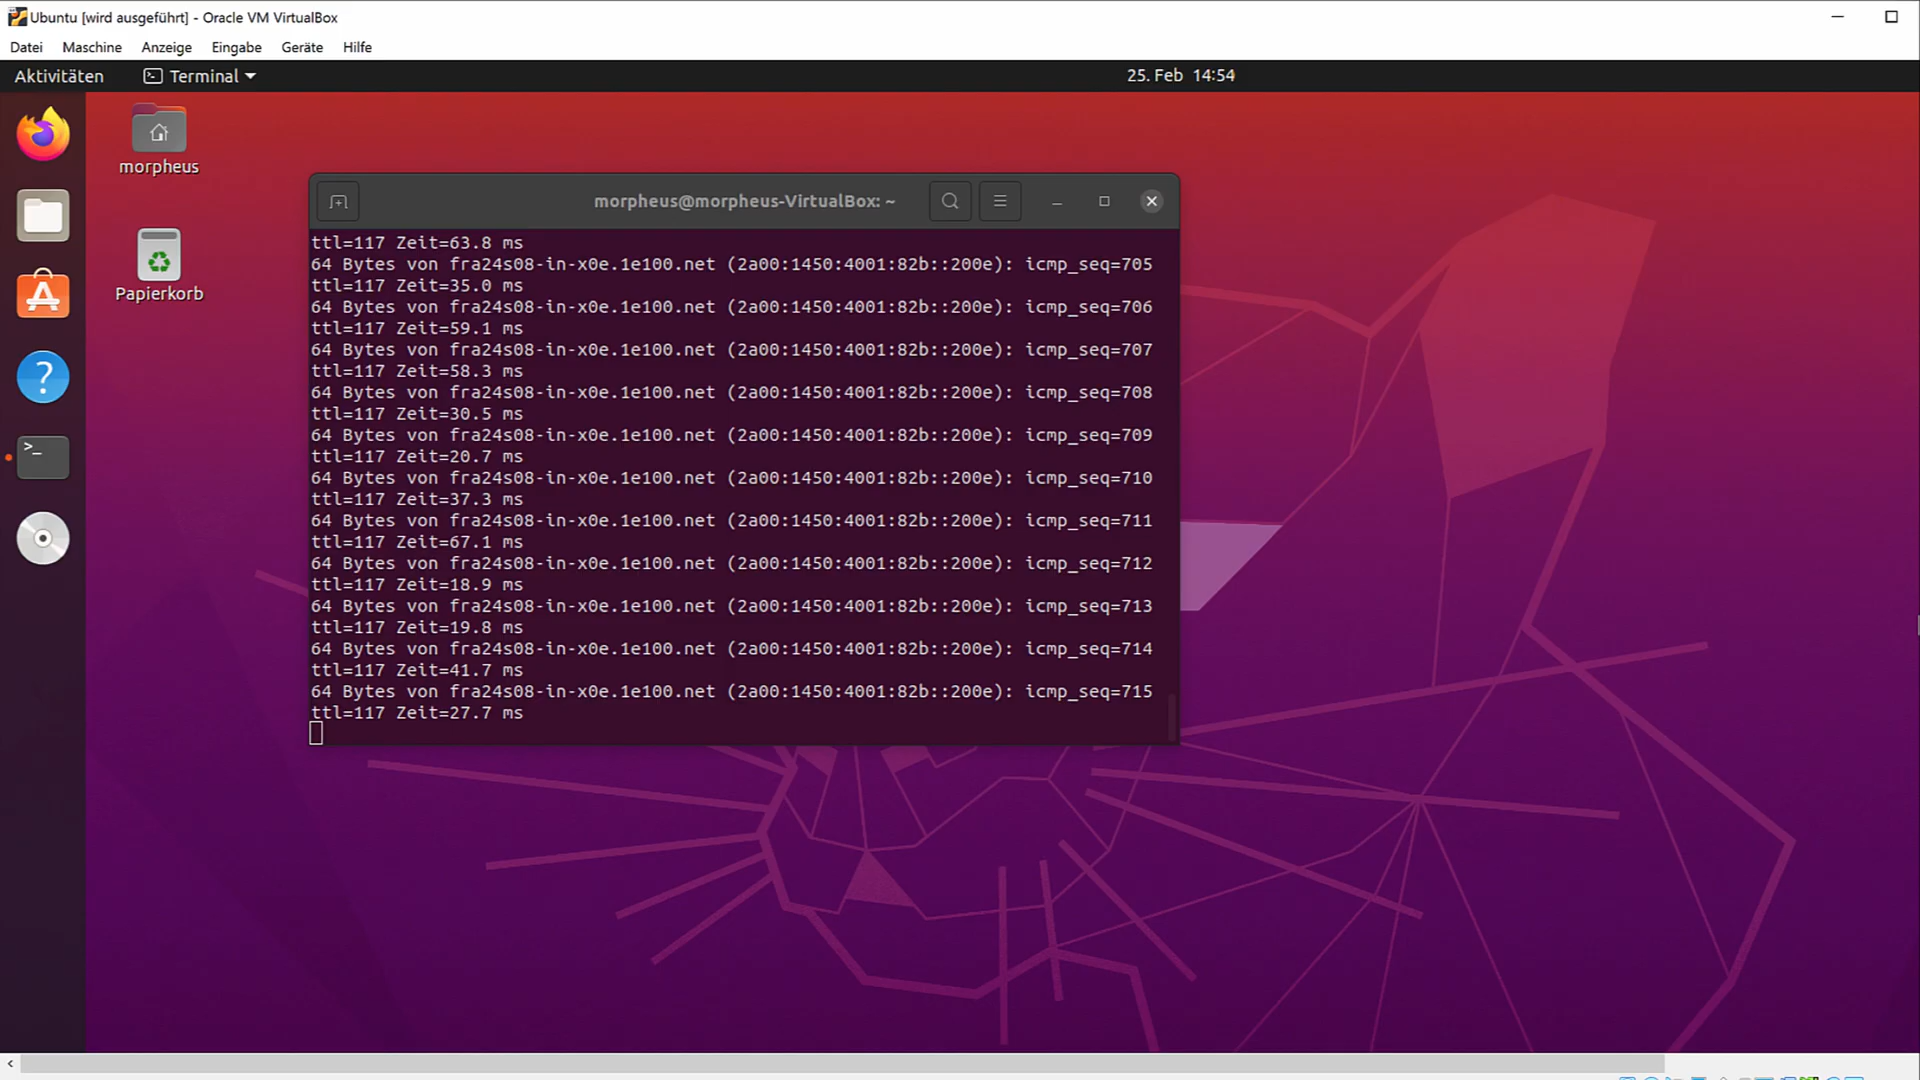 Ubuntu [wird ausgeführt] - Oracle VM VirtualBox
Datei Maschine Anzeige Eingabe Geräte Hilfe
Aktivitäten Terminal 25. Feb 14:54
morpheus
Papierkorb
morpheus@morpheus-VirtualBox: ~
ttl=117 Zeit=63.8 ms
64 Bytes von fra24s08-in-x0e.1e100.net (2a00:1450:4001:82b::200e): icmp_seq=705
ttl=117 Zeit=35.0 ms
64 Bytes von fra24s08-in-x0e.1e100.net (2a00:1450:4001:82b::200e): icmp_seq=706
ttl=117 Zeit=59.1 ms
64 Bytes von fra24s08-in-x0e.1e100.net (2a00:1450:4001:82b::200e): icmp_seq=707
ttl=117 Zeit=58.3 ms
64 Bytes von fra24s08-in-x0e.1e100.net (2a00:1450:4001:82b::200e): icmp_seq=708
ttl=117 Zeit=30.5 ms
64 Bytes von fra24s08-in-x0e.1e100.net (2a00:1450:4001:82b::200e): icmp_seq=709
ttl=117 Zeit=20.7 ms
64 Bytes von fra24s08-in-x0e.1e100.net (2a00:1450:4001:82b::200e): icmp_seq=710
ttl=117 Zeit=37.3 ms
64 Bytes von fra24s08-in-x0e.1e100.net (2a00:1450:4001:82b::200e): icmp_seq=711
ttl=117 Zeit=67.1 ms
64 Bytes von fra24s08-in-x0e.1e100.net (2a00:1450:4001:82b::200e): icmp_seq=712
ttl=117 Zeit=18.9 ms
64 Bytes von fra24s08-in-x0e.1e100.net (2a00:1450:4001:82b::200e): icmp_seq=713
ttl=117 Zeit=19.8 ms
64 Bytes von fra24s08-in-x0e.1e100.net (2a00:1450:4001:82b::200e): icmp_seq=714
ttl=117 Zeit=41.7 ms
64 Bytes von fra24s08-in-x0e.1e100.net (2a00:1450:4001:82b::200e): icmp_seq=715
ttl=117 Zeit=27.7 ms